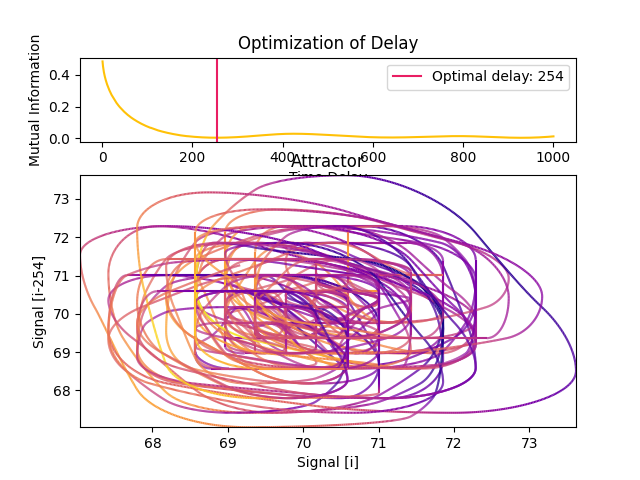 Optimization of Delay
Mutual Information
0.4
0.2
0.0
Optimal delay: 254
0 200 400 600 800 1000
Time Delay
Attractor
Signal [i-254]
73
72
71
70
69
68
68 69 70 71 72 73
Signal [i]